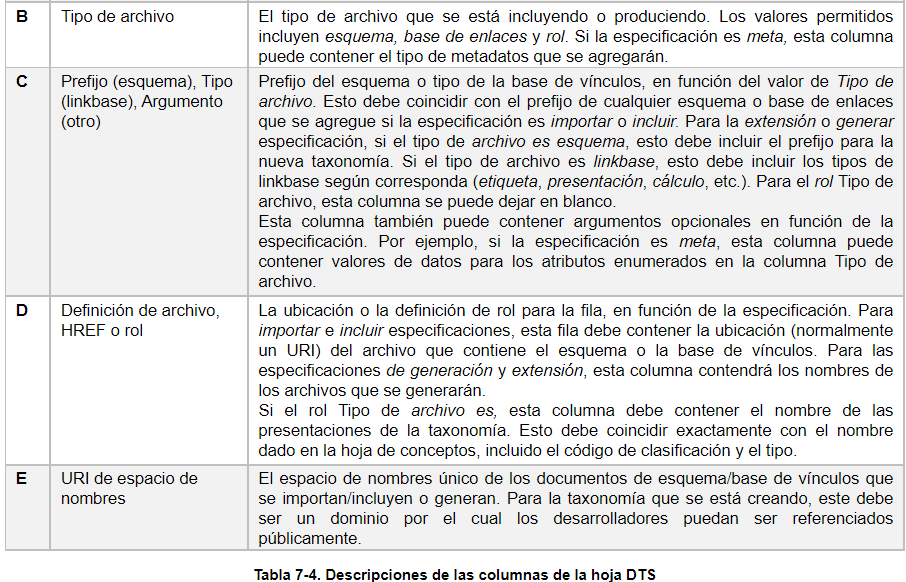 B
Tipo de archivo
El tipo de archivo que se está incluyendo o produciendo. Los valores permitidos
incluyen esquema, base de enlaces y rol. Si la especificación es meta, esta columna
puede contener el tipo de metadatos que se agregarán.
C
Prefijo (esquema), Tipo
(linkbase), Argumento
(otro)
Prefijo del esquema o tipo de la base de vínculos, en función del valor de Tipo de
archivo. Esto debe coincidir con el prefijo de cualquier esquema o base de enlaces
que se agregue si la especificación es importar o incluir. Para la extensión o generar
especificación, si el tipo de archivo es esquema, esto debe incluir el prefijo para la
nueva taxonomía. Si el tipo de archivo es linkbase, esto debe incluir los tipos de
linkbase según corresponda (etiqueta, presentación, cálculo, etc.). Para el rol Tipo de
archivo, esta columna se puede dejar en blanco.
Esta columna también puede contener argumentos opcionales en función de la
especificación. Por ejemplo, si la especificación es meta, esta columna puede
contener valores de datos para los atributos enumerados en la columna Tipo de
archivo.
D
Definición de archivo,
HREF o rol
La ubicación o la definición de rol para la fila, en función de la especificación. Para
importar e incluir especificaciones, esta fila debe contener la ubicación (normalmente
un URI) del archivo que contiene el esquema o la base de vínculos. Para las
especificaciones de generación y extensión, esta columna contendrá los nombres de
los archivos que se generarán.
Si el rol Tipo de archivo es, esta columna debe contener el nombre de las
presentaciones de la taxonomía. Esto debe coincidir exactamente con el nombre
dado en la hoja de conceptos, incluido el código de clasificación y el tipo.
E
URI de espacio de
nombres
El espacio de nombres único de los documentos de esquema/base de vínculos que
se importan/incluyen o generan. Para la taxonomía que se está creando, este debe
ser un dominio por el cual los desarrolladores puedan ser referenciados
públicamente.
Tabla 7-4. Descripciones de las columnas de la hoja DTS